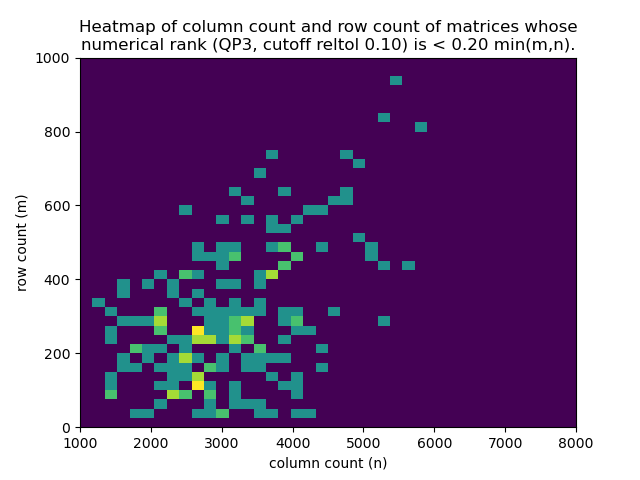 Heatmap of column count and row count of matrices whose
numerical rank (QP3, cutoff reltol 0.10) is < 0.20 min(m,n).
1000
800
600
400
200
0
row count (m)
1000 2000 3000 4000 5000 6000 7000 8000
column count (n)